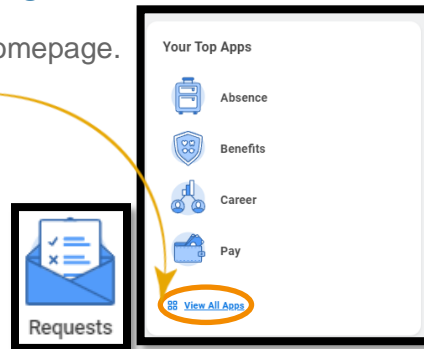 omepage.
Your Top Apps
Absence
Benefits
Career
Pay
View All Apps
Requests